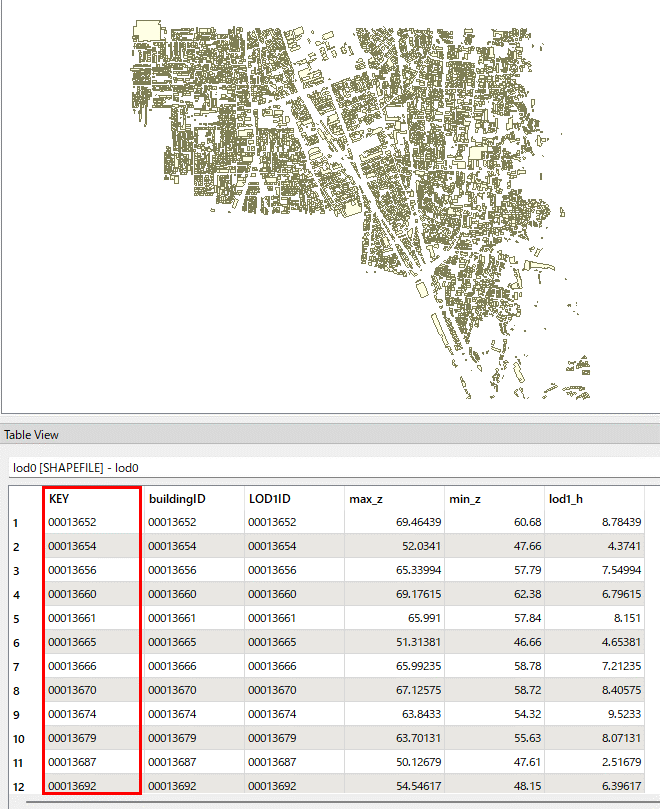 Table View
lod0 [SHAPEFILE] - lod0
KEY buildingID LOD1ID max_z min_z lod1_h
1 00013652 00013652 00013652 69.46439 60.68 8.78439
2 00013654 00013654 00013654 52.0341 47.66 4.3741
3 00013656 00013656 00013656 65.33994 57.79 7.54994
4 00013660 00013660 00013660 69.17615 62.38 6.79615
5 00013661 00013661 00013661 65.991 57.84 8.151
6 00013665 00013665 00013665 51.31381 46.66 4.65381
7 00013666 00013666 00013666 65.99235 58.78 7.21235
8 00013670 00013670 00013670 67.12575 58.72 8.40575
9 00013674 00013674 00013674 63.8433 54.32 9.5233
10 00013679 00013679 00013679 63.70131 55.63 8.07131
11 00013687 00013687 00013687 50.12679 47.61 2.51679
12 00013692 00013692 00013692 54.54617 48.15 6.39617